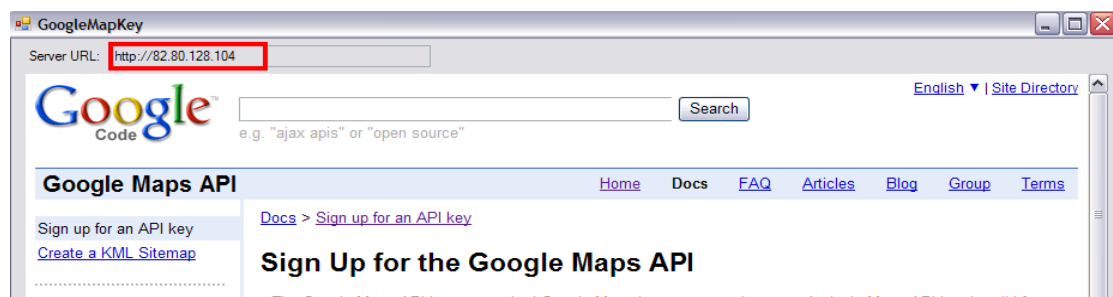 GoogleMapKey
Server URL: http://82.80.128.104
English ▼ | Site Directory
Google™
Code
Search
e.g. "ajax apis" or "open source"
Google Maps API
Home Docs FAQ Articles Blog Group Terms
Sign up for an API key
Docs > Sign up for an API key
Create a KML Sitemap
Sign Up for the Google Maps API